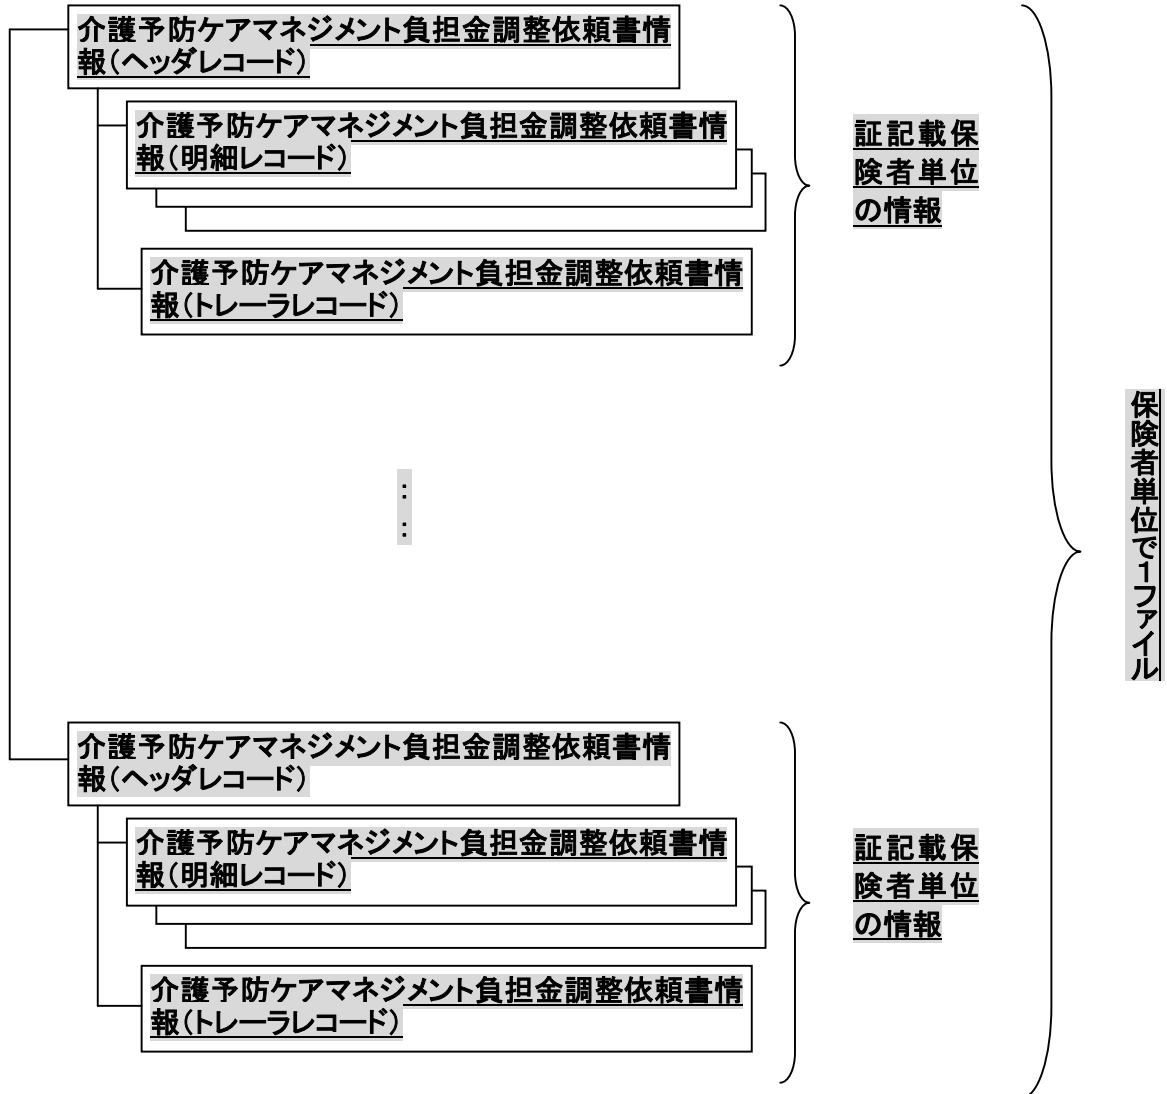 介護予防ケアマネジメント負担金調整依頼書情
報（ヘッダレコード）
介護予防ケアマネジメント負担金調整依頼書情
報（明細レコード）
介護予防ケアマネジメント負担金調整依頼書情
報（トレーラレコード）
証記載保
険者単位
の情報
：
：
保険者単位で１ファイル
介護予防ケアマネジメント負担金調整依頼書情
報（ヘッダレコード）
介護予防ケアマネジメント負担金調整依頼書情
報（明細レコード）
介護予防ケアマネジメント負担金調整依頼書情
報（トレーラレコード）
証記載保
険者単位
の情報